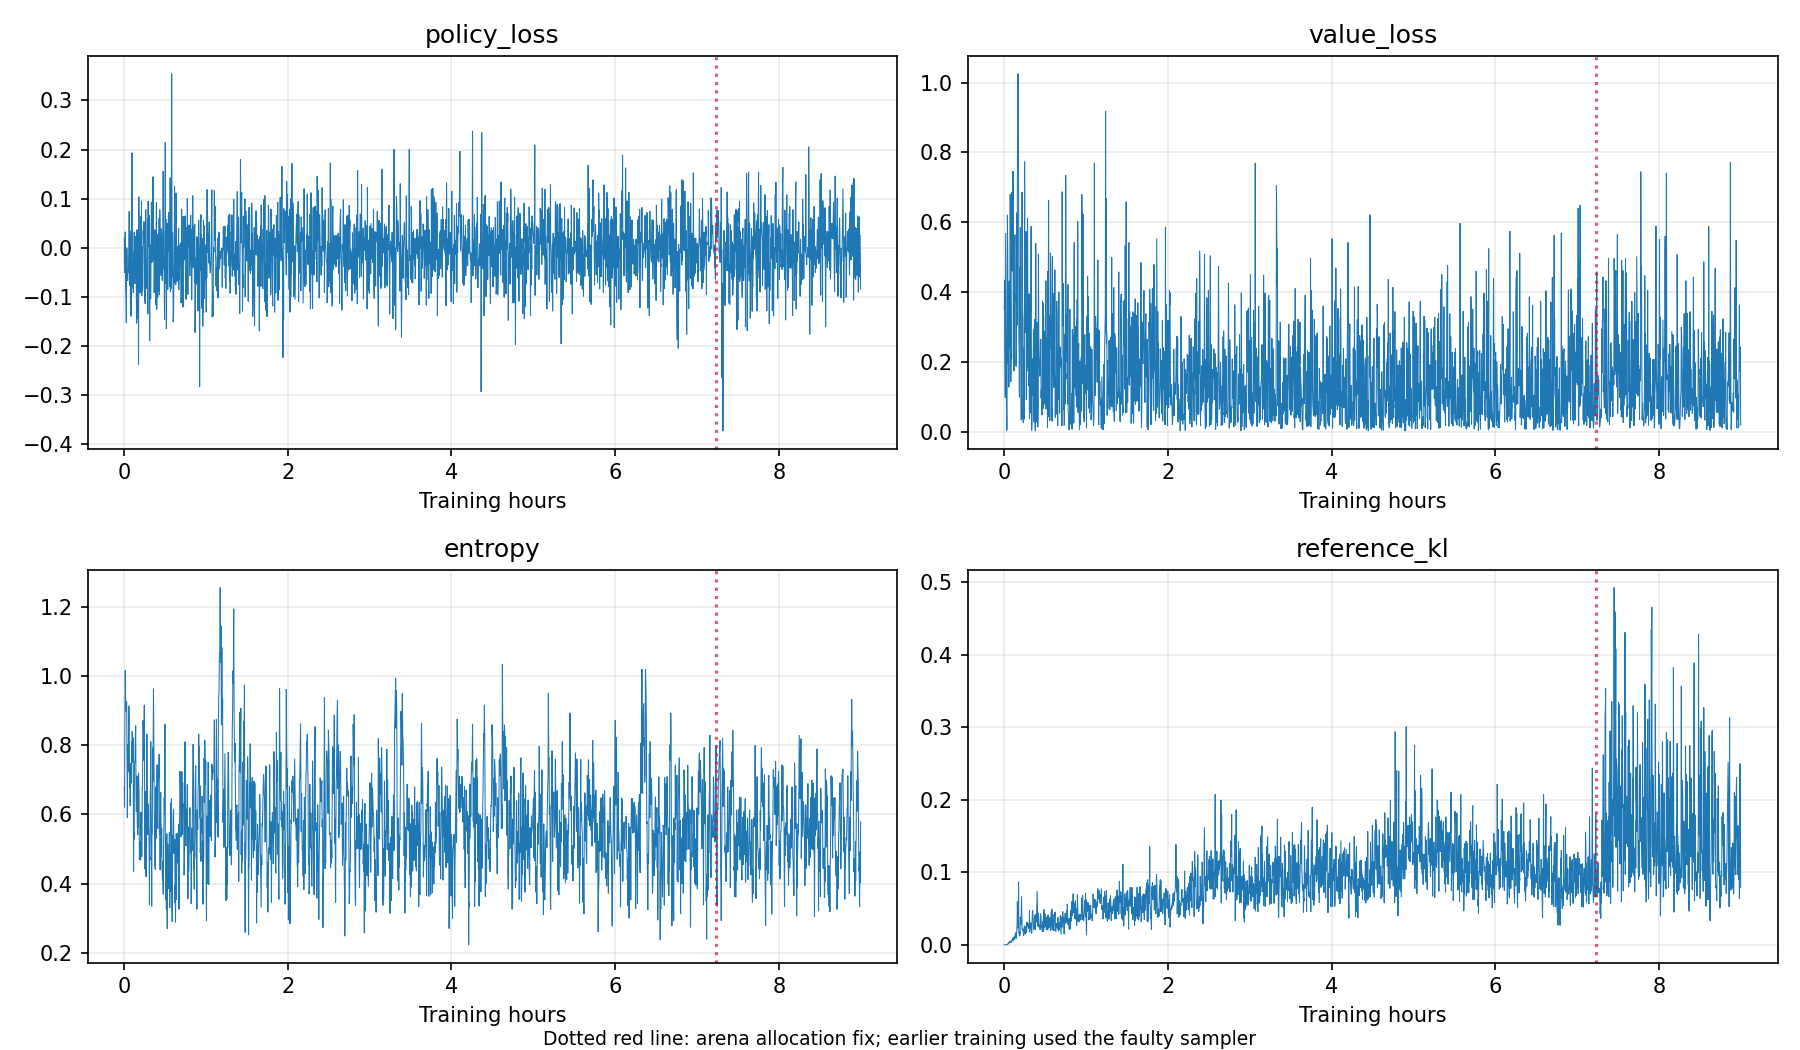 policy_loss
0.3
0.2
0.1
0.0
−0.1
−0.2
−0.3
−0.4
0 2 4 6 8
Training hours
value_loss
1.0
0.8
0.6
0.4
0.2
0.0
0 2 4 6 8
Training hours
entropy
1.2
1.0
0.8
0.6
0.4
0.2
0 2 4 6 8
Training hours
reference_kl
0.5
0.4
0.3
0.2
0.1
0.0
0 2 4 6 8
Training hours
Dotted red line: arena allocation fix; earlier training used the faulty sampler